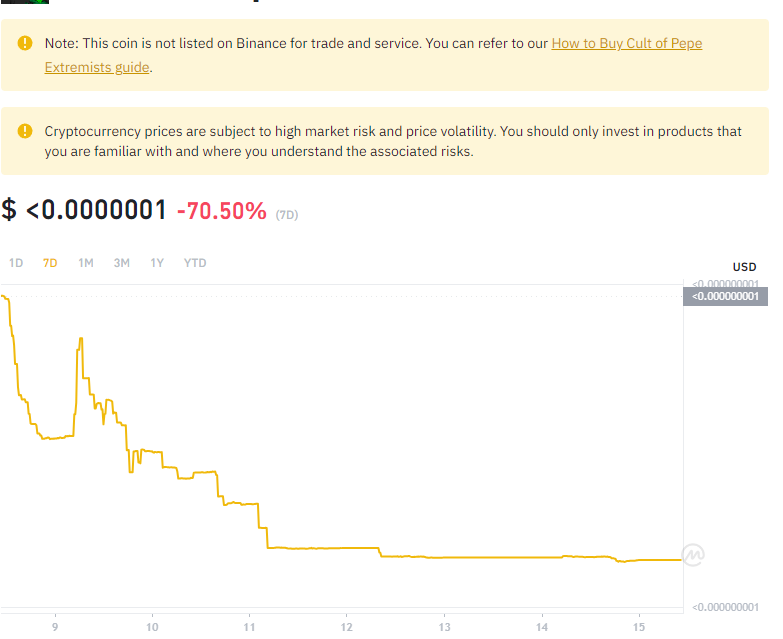 Note: This coin is not listed on Binance for trade and service. You can refer to our How to Buy Cult of Pepe
Extremists guide.
Cryptocurrency prices are subject to high market risk and price volatility. You should only invest in products that
you are familiar with and where you understand the associated risks.
$ <0.0000001 -70.50% (7D)
1D 7D 1M 3M 1Y YTD
USD
<0.000000001
<0.000000001
<0.000000001
9 10 11 12 13 14 15